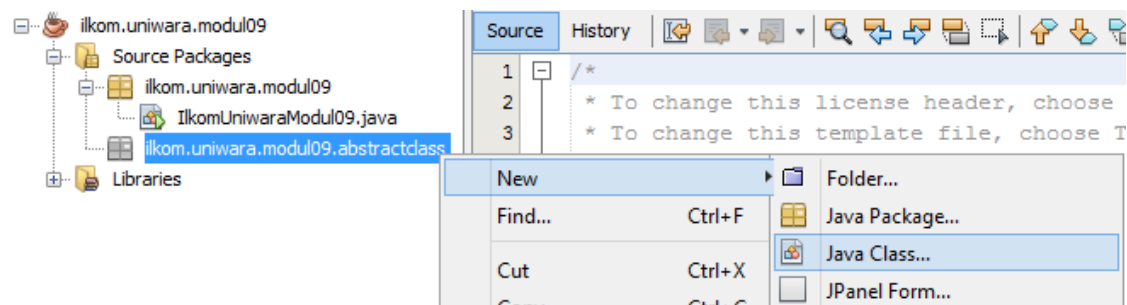 ilkom.uniwara.modul09
Source Packages
ilkom.uniwara.modul09
IlkomUniwaraModul09.java
ilkom.uniwara.modul09.abstractclass
Libraries
Source History
1 /*
2 * To change this license header, choose
3 * To change this template file, choose T
New
Find... Ctrl+F
Cut Ctrl+X
Folder...
Java Package...
Java Class...
JPanel Form...